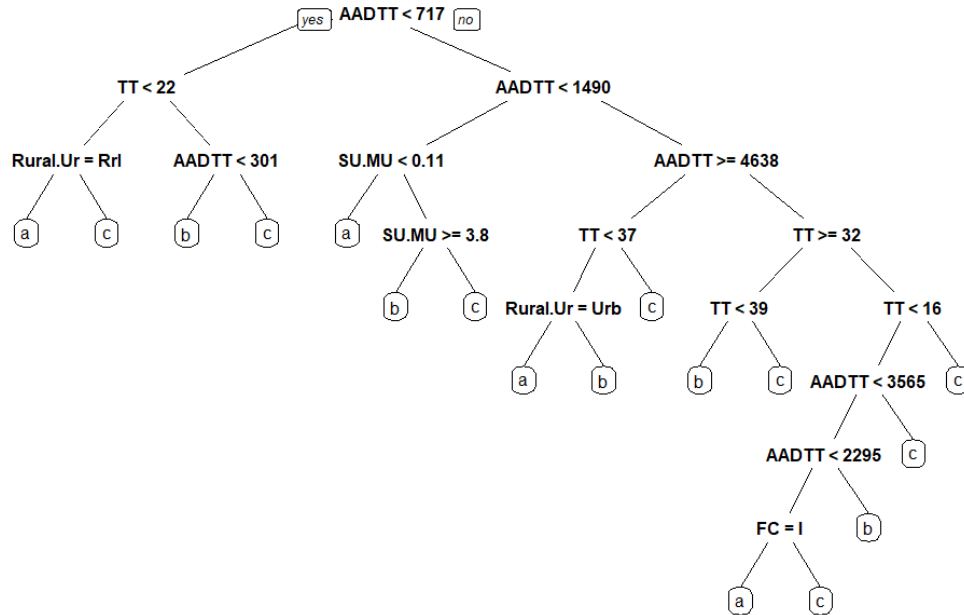 yes AADTT < 717 no
TT < 22 AADTT < 1490
Rural.Ur = Rrl AADTT < 301 SU.MU < 0.11 AADTT >= 4638
a c b c a SU.MU >= 3.8 TT < 37 TT >= 32
b c Rural.Ur = Urb c TT < 39 TT < 16
a b b c AADTT < 3565 c
AADTT < 2295 c
FC = I b
a c